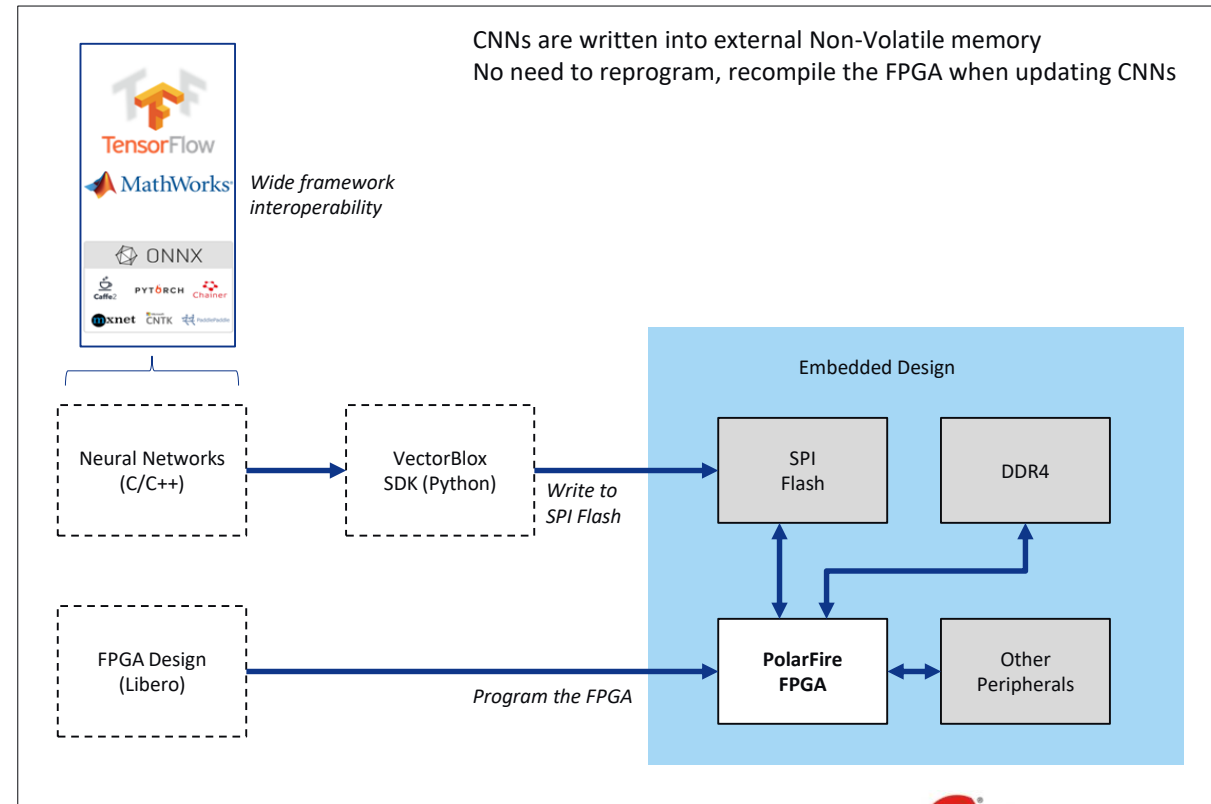 CNNs are written into external Non-Volatile memory
No need to reprogram, recompile the FPGA when updating CNNs
TensorFlow
MathWorks
Wide framework
interoperability
ONNX
Caffe2
PYTORCH
Chainer
mxnet
Microsoft
CNTK
PaddlePaddle
Embedded Design
Neural Networks
(C/C++)
VectorBlox
SDK (Python)
Write to
SPI Flash
SPI
Flash
DDR4
FPGA Design
(Libero)
Program the FPGA
PolarFire
FPGA
Other
Peripherals